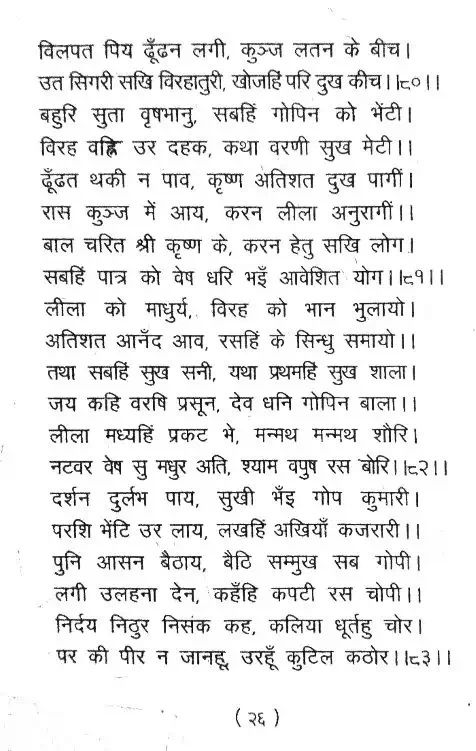 विलपत पिय ढूँढन लगी, कुञ्ज लतन के बीच।
उत सिगरी सखि विरहातुरी, खोजहिं परि दुख कीच।।८०।।
बहुरि सुता वृषभानु, सबहिं गोपिन को भेंटी।
विरह वह्नि उर दहक, कथा वरणी सुख मेटी।।
ढूँढत थकी न पाव, कृष्ण अतिशत दुख पागीं।
रास कुञ्ज में आय, करन लीला अनुरागीं।।
बाल चरित श्री कृष्ण के, करन हेतु सखि लोग।
सबहिं पात्र को वेष धरि भइँ आवेशित योग।।८१।।
लीला को माधुर्य, विरह को भान भुलायो।
अतिशत आनँद आव, रसहिं के सिन्धु समायो।।
तथा सबहिं सुख सनी, यथा प्रथमहिं सुख शाला।
जय कहि वरषि प्रसून, देव धनि गोपिन बाला।।
लीला मध्यहिं प्रकट भे, मन्मथ मन्मथ शौरि।
नटवर वेष सु मधुर अति, श्याम वपुष रस बोरि।।८२।।
दर्शन दुर्लभ पाय, सुखी भँइ गोप कुमारी।
परशि भेंटि उर लाय, लखहिं अखियाँ कजरारी।।
पुनि आसन बैठाय, बैठि सम्मुख सब गोपी।
लगी उलहना देन, कहँहि कपटी रस चोपी।।
निर्दय निठुर निसंक कह, कलिया धूर्तहु चोर।
पर की पीर न जानहू, उरहूँ कुटिल कठोर।।८३।।
(२६)